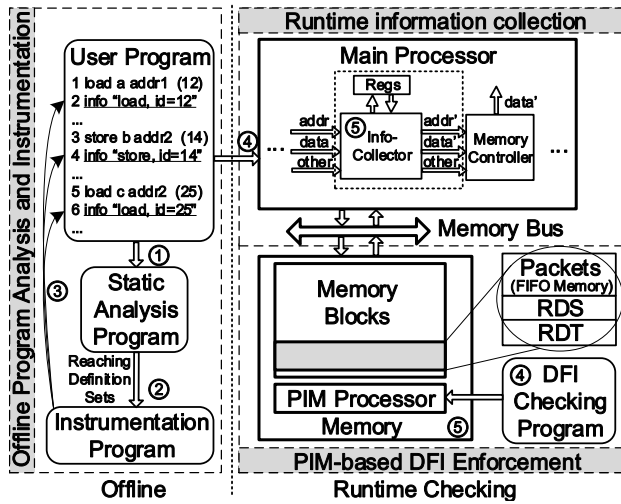 Offline Program Analysis and Instrumentation
User Program
1 load a addr1 (12)
2 info "load, id=12"
...
3 store b addr2 (14)
4 info "store, id=14"
...
5 load c addr2 (25)
6 info "load, id=25"
...
①
③
Static
Analysis
Program
Reaching
Definition
Sets
②
Instrumentation
Program
Offline
Runtime information collection
Main Processor
Regs
④
...
addr
data
other
⑤
Info-
Collector
addr'
data'
other
data'
Memory
Controller
...
Memory Bus
Memory
Blocks
PIM Processor
Memory
⑤
Packets
(FIFO Memory)
RDS
RDT
④ DFI
Checking
Program
PIM-based DFI Enforcement
Runtime Checking